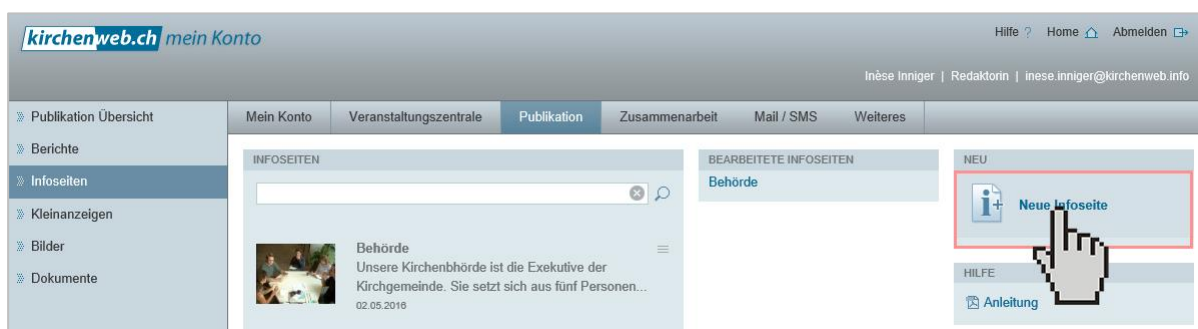 kirchenweb.ch mein Konto
Hilfe ? Home Abmelden
Inèse Inniger | Redaktorin | inese.inniger@kirchenweb.info
Publikation Übersicht
Berichte
Infoseiten
Kleinanzeigen
Bilder
Dokumente
Mein Konto Veranstaltungszentrale Publikation Zusammenarbeit Mail / SMS Weiteres
INFOSEITEN
Behörde
Unsere Kirchenbhörde ist die Exekutive der
Kirchgemeinde. Sie setzt sich aus fünf Personen...
02.05.2016
BEARBEITETE INFOSEITEN
Behörde
NEU
Neue Infoseite
HILFE
Anleitung